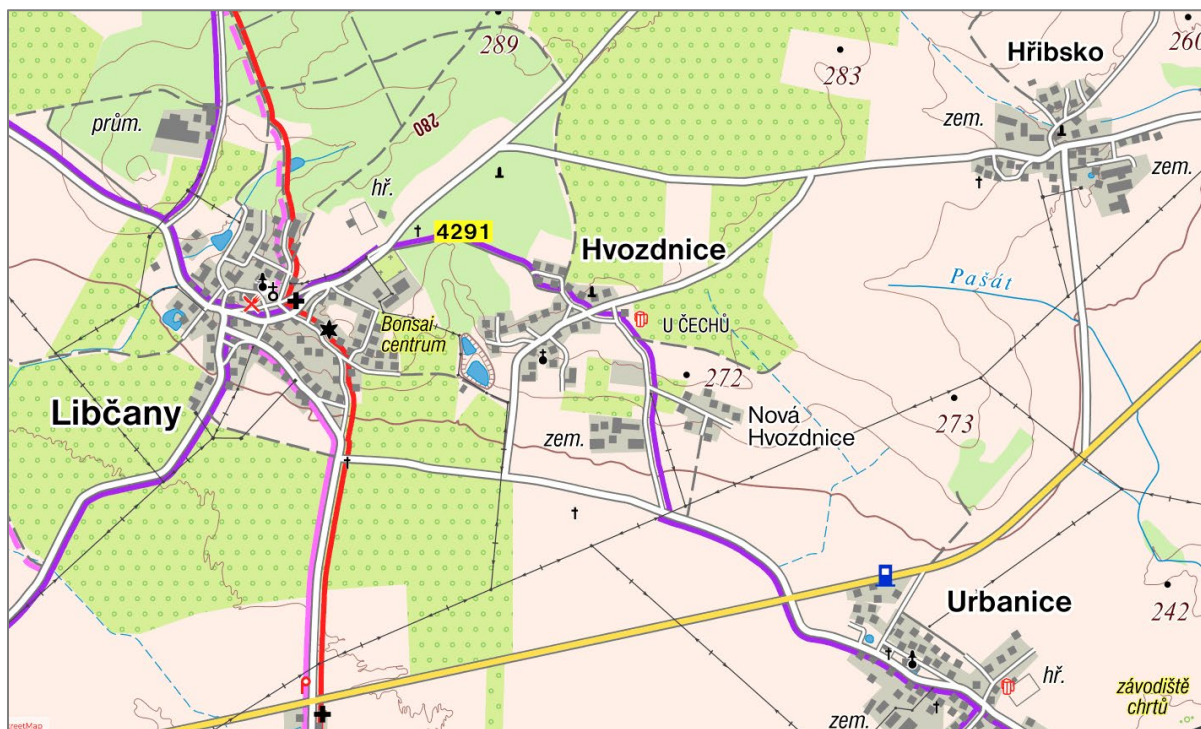 289
283
260
Hřibsko
280
prům.
zem.
hř.
zem.
4291
Hvozdnice
Pašát
U ČECHŮ
Bonsai
centrum
272
273
Libčany
Nová
Hvozdnice
zem.
Urbanice
242
hř.
závodiště
chrtů
zem.